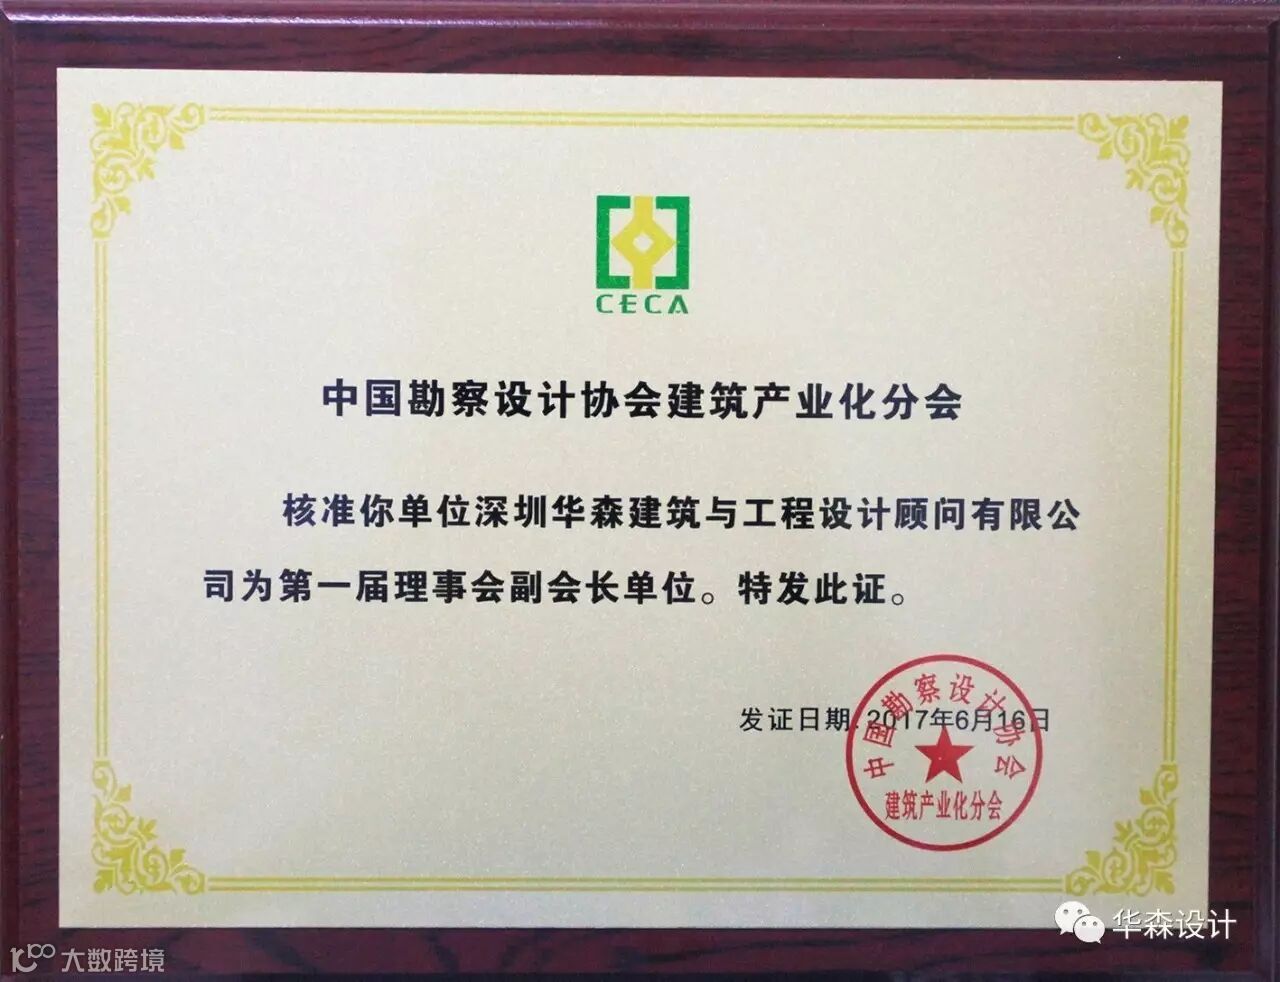 CECA
中国勘察设计协会建筑产业化分会
核准你单位深圳华森建筑与工程设计顾问有限公
司为第一届理事会副会长单位。特发此证。
发证日期:2017年6月16日
中国勘察设计协会
建筑产业化分会
华森设计
大数跨境